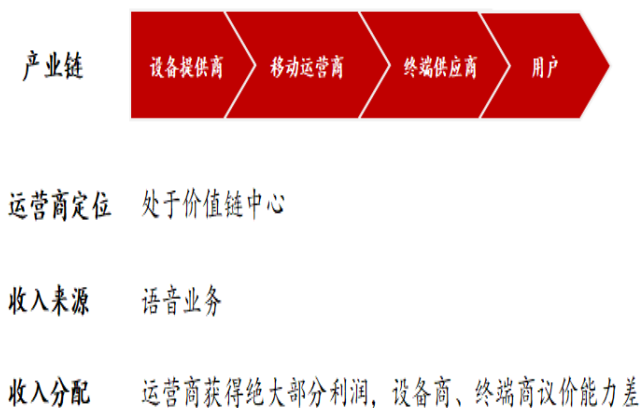 产业链 设备提供商 移动运营商 终端供应商 用户
运营商定位 处于价值链中心
收入来源 语音业务
收入分配 运营商获得绝大部分利润，设备商、终端商议价能力差